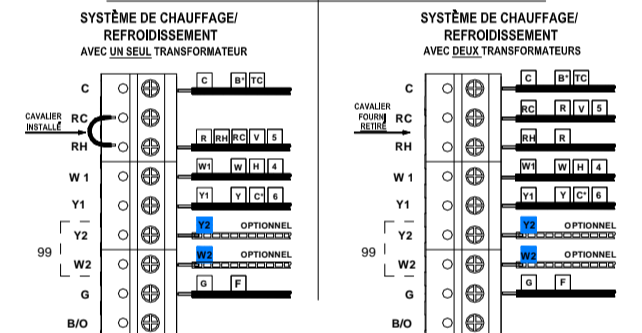 SYSTÈME DE CHAUFFAGE/
REFROIDISSEMENT
AVEC UN SEUL TRANSFORMATEUR
C C B* TC
CAVALIER
INSTALLÉ
RC
RH R RH RC V 5
W 1 W1 W H 4
Y1 Y1 Y C* 6
Y2 Y2 OPTIONNEL
99
W2 W2 OPTIONNEL
G G F
B/O
SYSTÈME DE CHAUFFAGE/
REFROIDISSEMENT
AVEC DEUX TRANSFORMATEURS
C C B* TC
CAVALIER
FOURNI
RETIRÉ
RC RC R V 5
RH RH R
W 1 W1 W H 4
Y1 Y1 Y C* 6
Y2 Y2 OPTIONNEL
99
W2 W2 OPTIONNEL
G G F
B/O